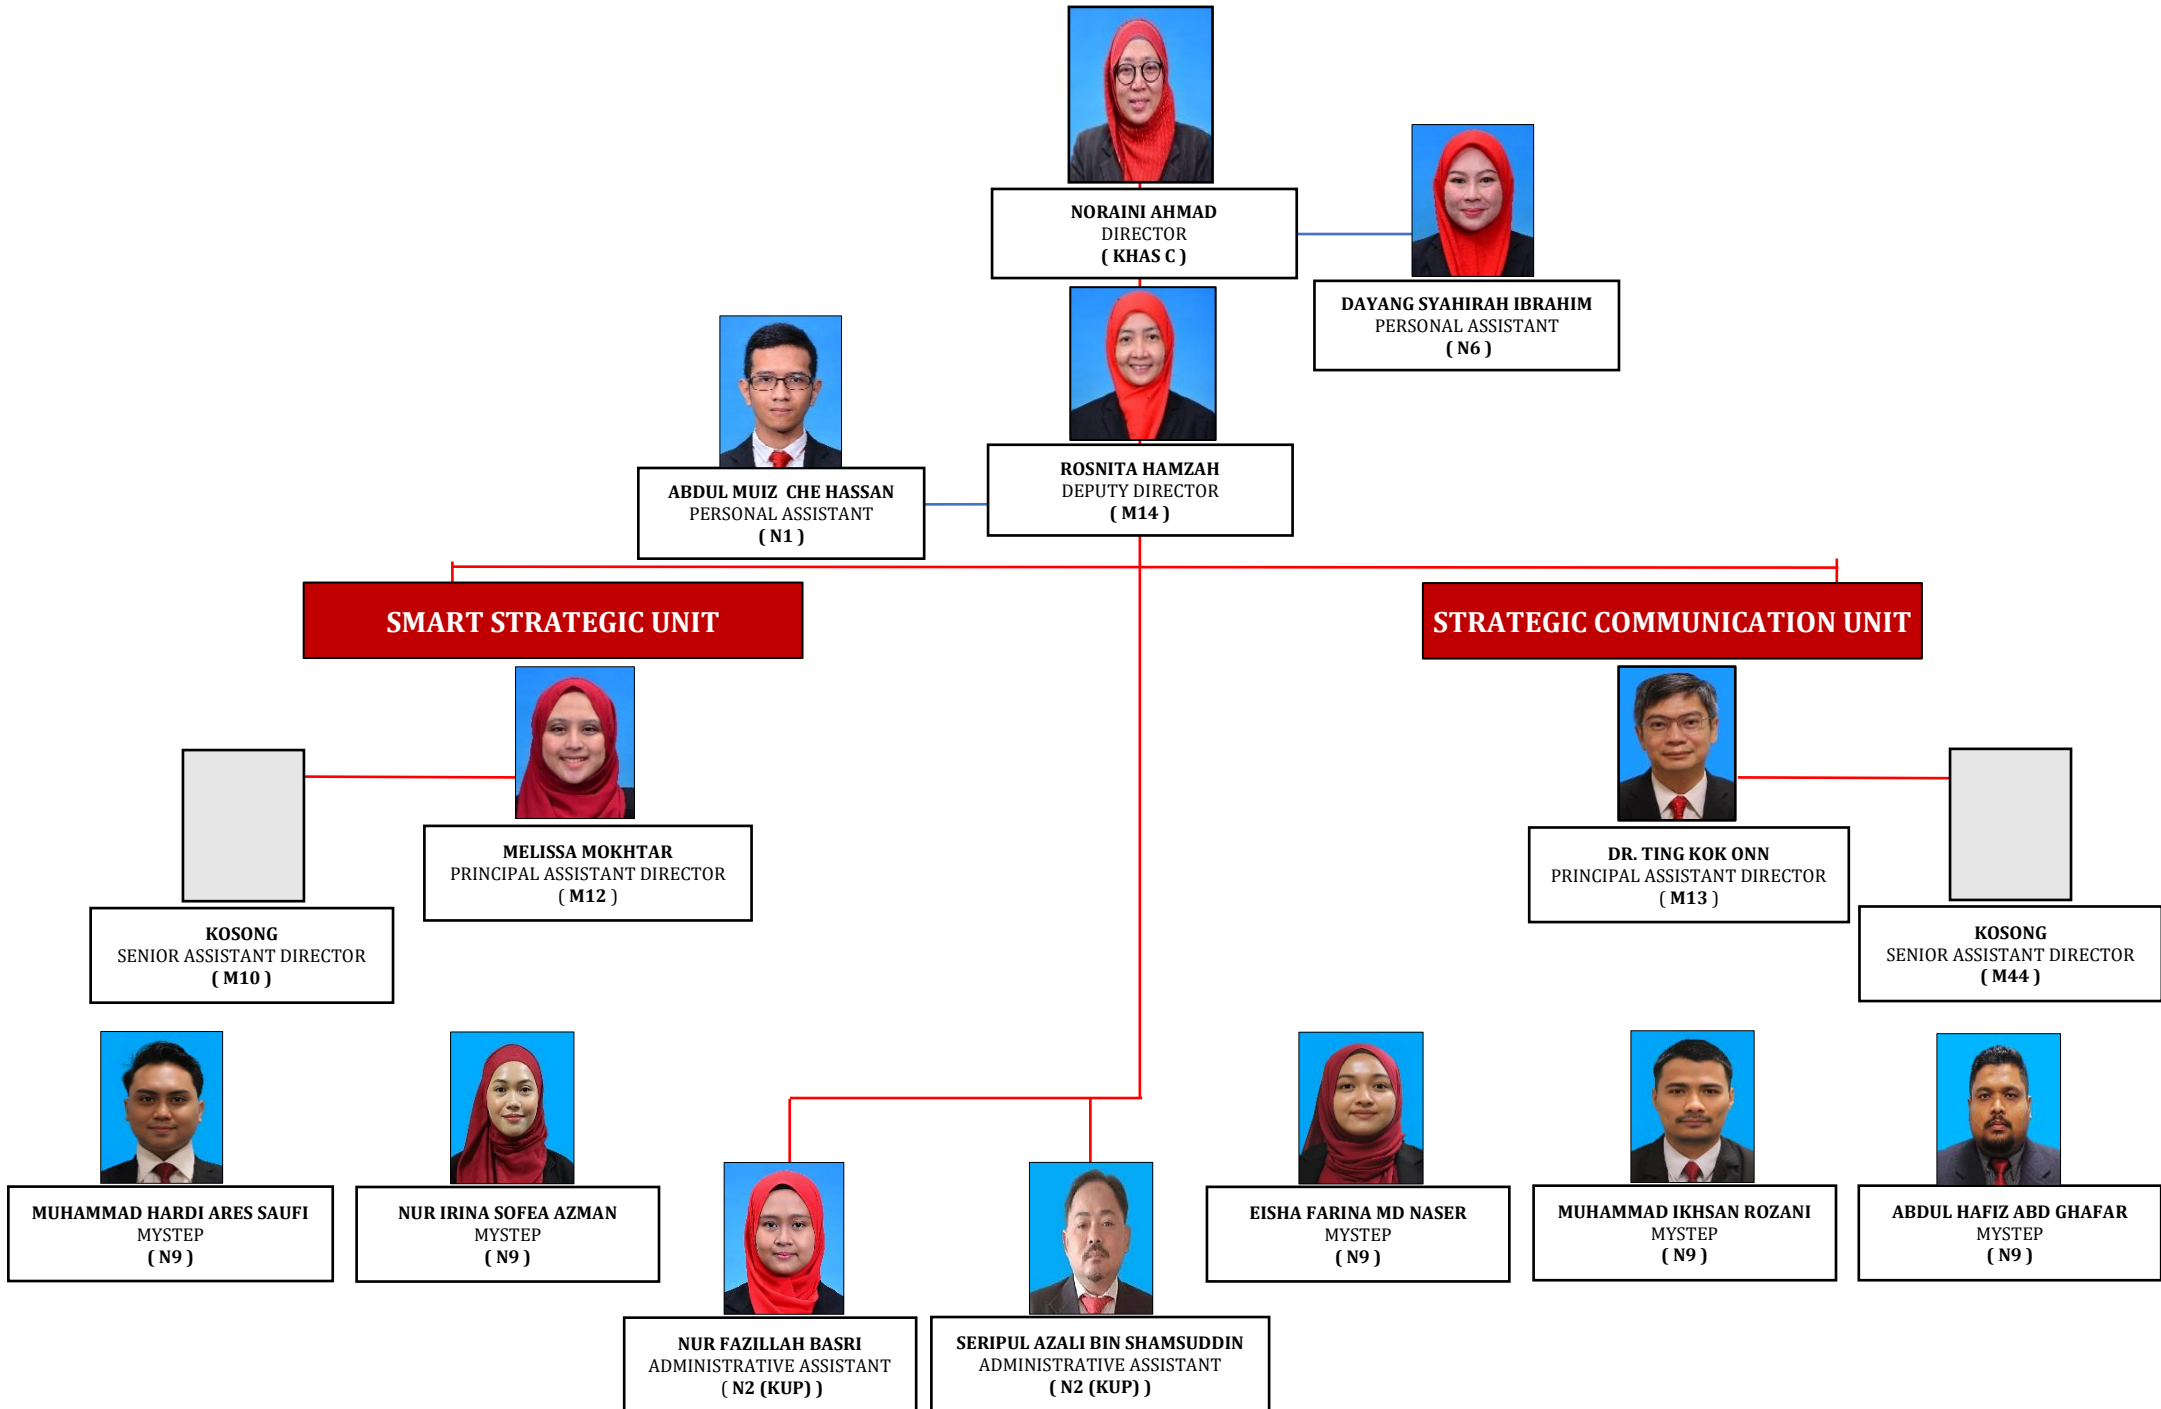 NORAINI AHMAD
DIRECTOR
( KHAS C )
DAYANG SYAHIRAH IBRAHIM
PERSONAL ASSISTANT
( N6 )
ABDUL MUIZ CHE HASSAN
PERSONAL ASSISTANT
( N1 )
ROSNITA HAMZAH
DEPUTY DIRECTOR
( M14 )
SMART STRATEGIC UNIT
STRATEGIC COMMUNICATION UNIT
MELISSA MOKHTAR
PRINCIPAL ASSISTANT DIRECTOR
( M12 )
DR. TING KOK ONN
PRINCIPAL ASSISTANT DIRECTOR
( M13 )
KOSONG
SENIOR ASSISTANT DIRECTOR
( M10 )
KOSONG
SENIOR ASSISTANT DIRECTOR
( M44 )
MUHAMMAD HARDI ARES SAUFI
MYSTEP
( N9 )
NUR IRINA SOFEA AZMAN
MYSTEP
( N9 )
EISHA FARINA MD NASER
MYSTEP
( N9 )
MUHAMMAD IKHSAN ROZANI
MYSTEP
( N9 )
ABDUL HAFIZ ABD GHAFAR
MYSTEP
( N9 )
NUR FAZILLAH BASRI
ADMINISTRATIVE ASSISTANT
( N2 (KUP) )
SERIPUL AZALI BIN SHAMSUDDIN
ADMINISTRATIVE ASSISTANT
( N2 (KUP) )